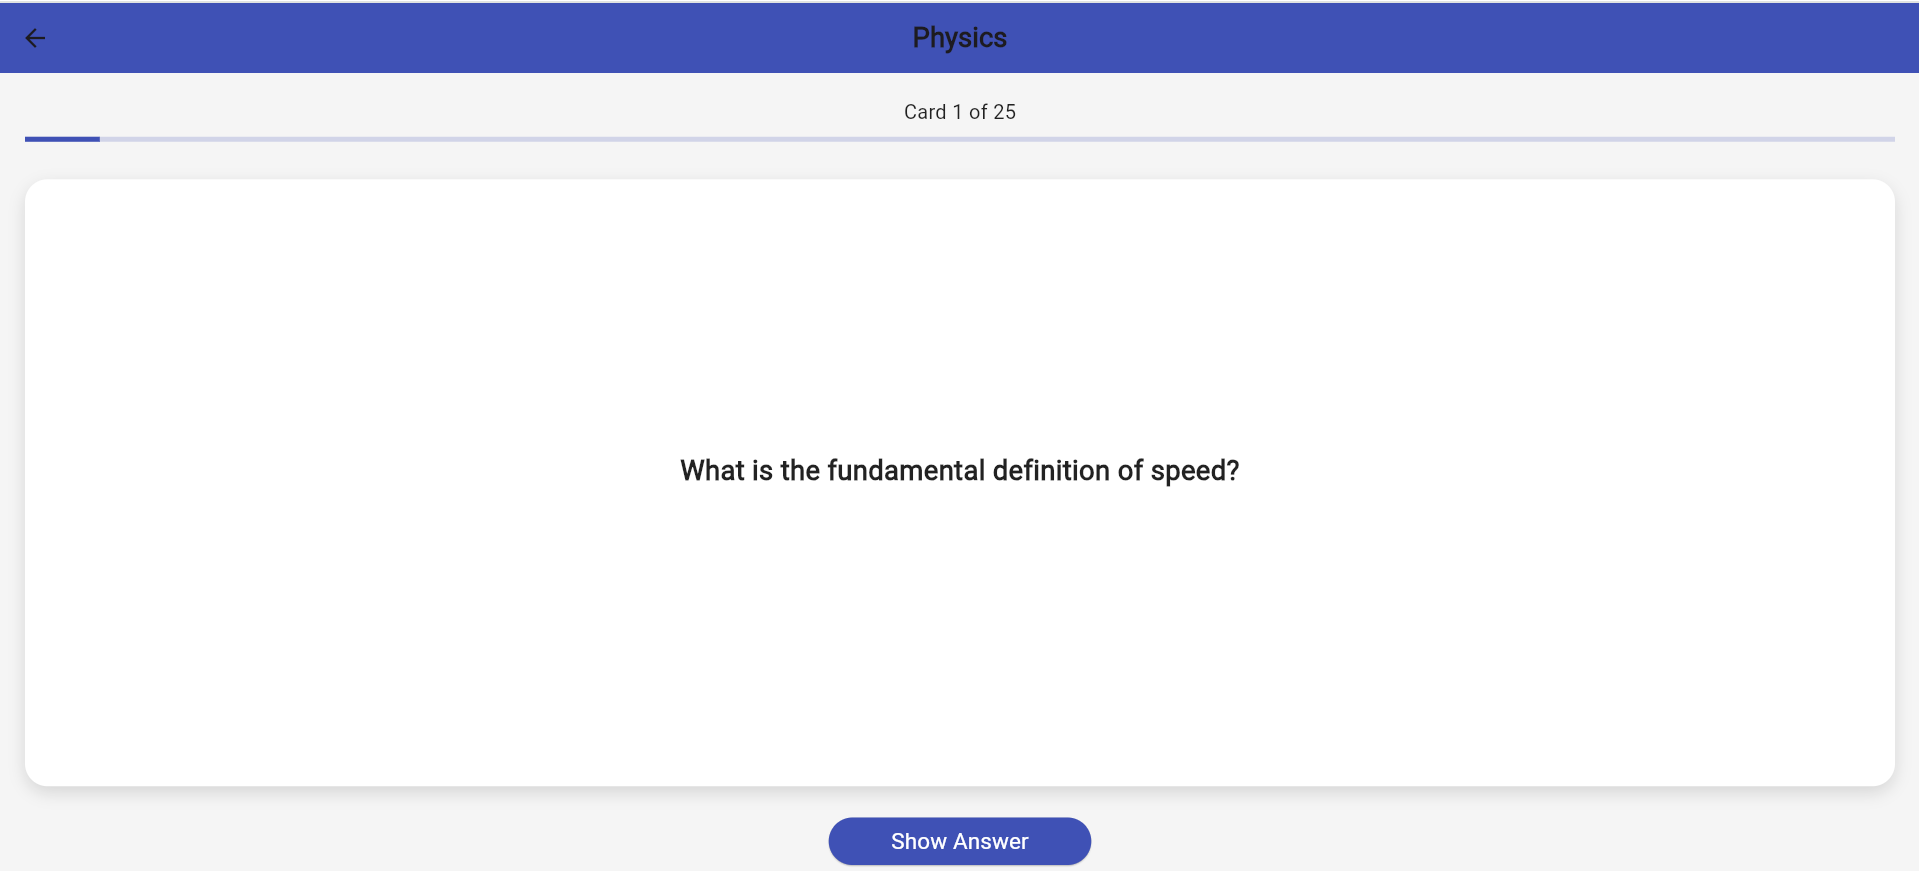 Physics
Card 1 of 25
What is the fundamental definition of speed?
Show Answer